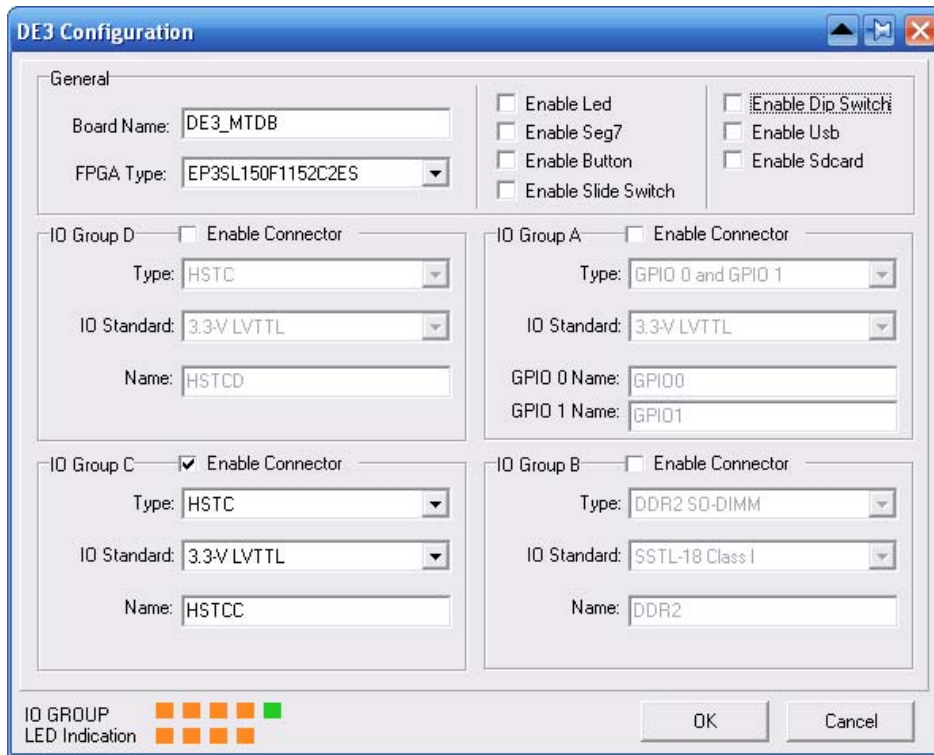 DE3 Configuration
General
Board Name: DE3_MTDB
FPGA Type: EP3SL150F1152C2ES
Enable Led
Enable Seg7
Enable Button
Enable Slide Switch
Enable Dip Switch
Enable Usb
Enable Sdcard
IO Group D Enable Connector
Type: HSTC
IO Standard: 3.3-V LVTTL
Name: HSTCD
IO Group A Enable Connector
Type: GPIO 0 and GPIO 1
IO Standard: 3.3-V LVTTL
GPIO 0 Name: GPIO0
GPIO 1 Name: GPIO1
IO Group C Enable Connector
Type: HSTC
IO Standard: 3.3-V LVTTL
Name: HSTCC
IO Group B Enable Connector
Type: DDR2 SO-DIMM
IO Standard: SSTL-18 Class I
Name: DDR2
IO GROUP
LED Indication
OK
Cancel